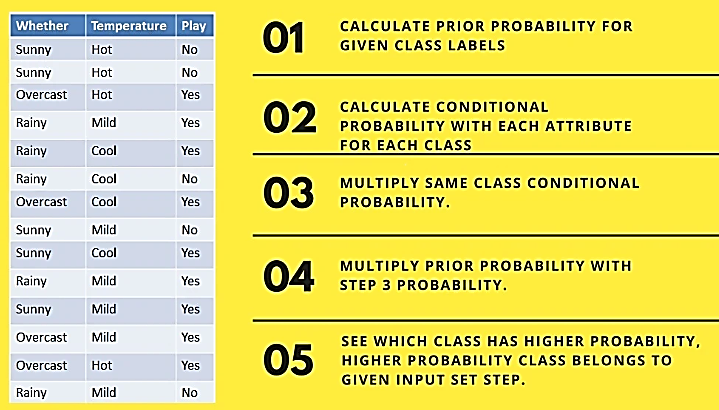 Whether Temperature Play
Sunny Hot No
Sunny Hot No
Overcast Hot Yes
Rainy Mild Yes
Rainy Cool Yes
Rainy Cool No
Overcast Cool Yes
Sunny Mild No
Sunny Cool Yes
Rainy Mild Yes
Sunny Mild Yes
Overcast Mild Yes
Overcast Hot Yes
Rainy Mild No
01
CALCULATE PRIOR PROBABILITY FOR
GIVEN CLASS LABELS
02
CALCULATE CONDITIONAL
PROBABILITY WITH EACH ATTRIBUTE
FOR EACH CLASS
03
MULTIPLY SAME CLASS CONDITIONAL
PROBABILITY.
04
MULTIPLY PRIOR PROBABILITY WITH
STEP 3 PROBABILITY.
05
SEE WHICH CLASS HAS HIGHER PROBABILITY,
HIGHER PROBABILITY CLASS BELONGS TO
GIVEN INPUT SET STEP.